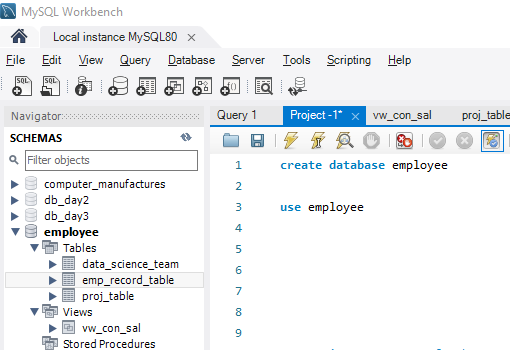 MySQL Workbench
Local instance MySQL80 ×
File Edit View Query Database Server Tools Scripting Help
SQL SQL
Navigator
SCHEMAS
Filter objects
computer_manufactures
db_day2
db_day3
employee
Tables
data_science_team
emp_record_table
proj_table
Views
vw_con_sal
Stored Procedures
Query 1 Project -1* × vw_con_sal proj_table
1 create database employee
2
3 use employee
4
5
6
7
8
9